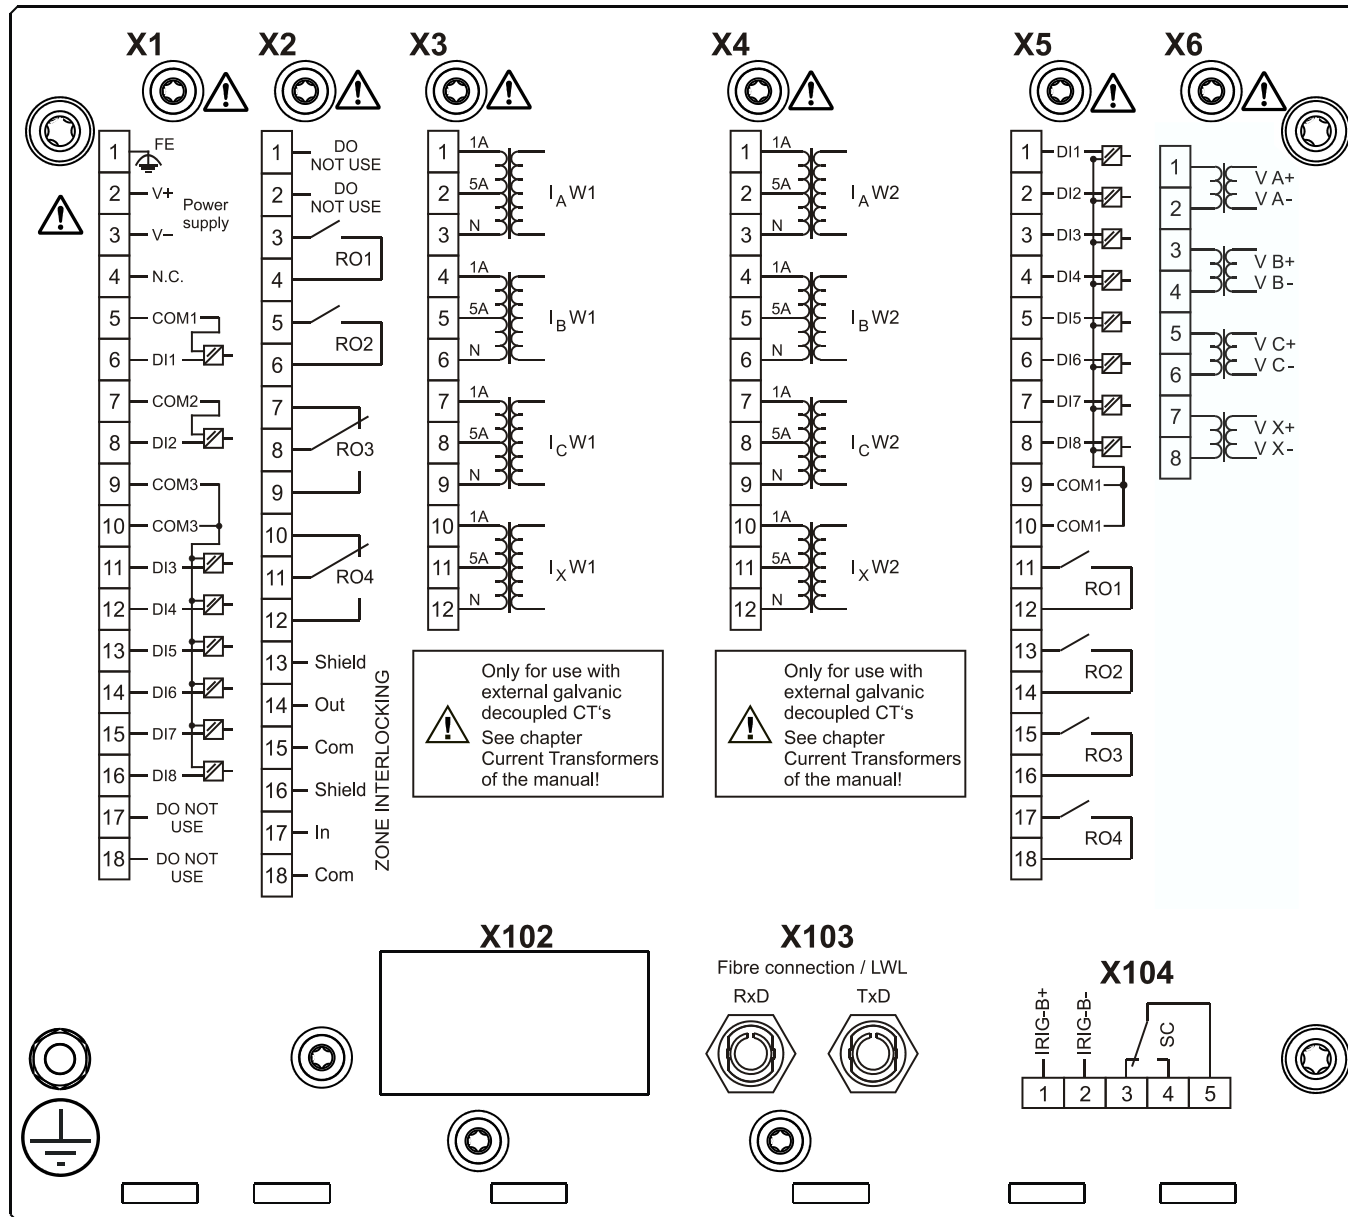 X1
X2
X3
X4
X5
X6
1 FE
2 V+
Power
supply
3 V–
4 N.C.
5 COM1
6 DI1
7 COM2
8 DI2
9 COM3
10 COM3
11 DI3
12 DI4
13 DI5
14 DI6
15 DI7
16 DI8
17 DO NOT
USE
18 DO NOT
USE
1 DO
NOT USE
2 DO
NOT USE
3
RO1
4
5
RO2
6
7
8 RO3
9
10
11 RO4
12
13 Shield
14 Out
15 Com
16 Shield
17 In
18 Com
ZONE INTERLOCKING
1 1A
2 5A IA W1
3 N
4 1A
5 5A IB W1
6 N
7 1A
8 5A IC W1
9 N
10 1A
11 5A IX W1
12 N
Only for use with
external galvanic
decoupled CT‘s
See chapter
Current Transformers
of the manual!
1 1A
2 5A IA W2
3 N
4 1A
5 5A IB W2
6 N
7 1A
8 5A IC W2
9 N
10 1A
11 5A IX W2
12 N
Only for use with
external galvanic
decoupled CT‘s
See chapter
Current Transformers
of the manual!
1 DI1
2 DI2
3 DI3
4 DI4
5 DI5
6 DI6
7 DI7
8 DI8
9 COM1
10 COM1
11
RO1
12
13
RO2
14
15
RO3
16
17
RO4
18
1 V A+
2 V A-
3 V B+
4 V B-
5 V C+
6 V C-
7 V X+
8 V X-
X102
X103
Fibre connection / LWL
RxD TxD
X104
IRIG-B+
IRIG-B-
SC
1 2 3 4 5